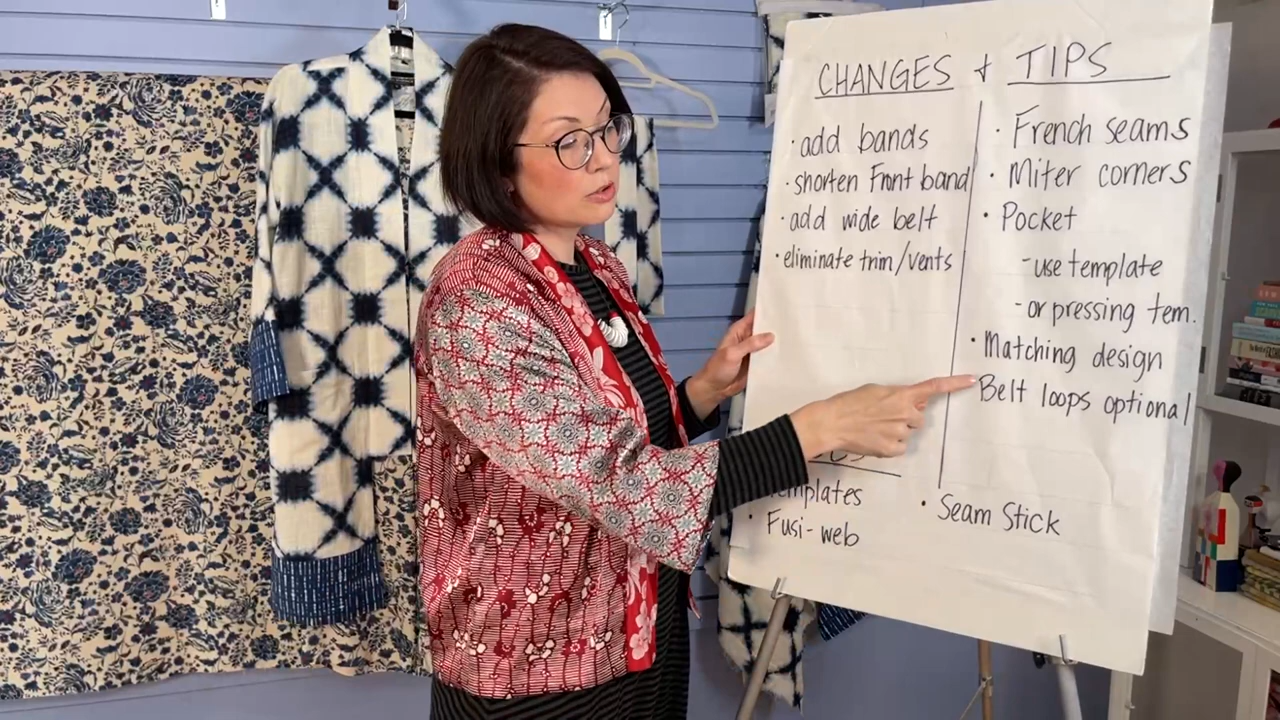 CHANGES & TIPS
· add bands
· shorten Front band
· add wide belt
· eliminate trim/vents
· French seams
· Miter corners
· Pocket
- use template
- or pressing tem.
· Matching design
Belt loops optional
· Fusi-web
· Seam Stick